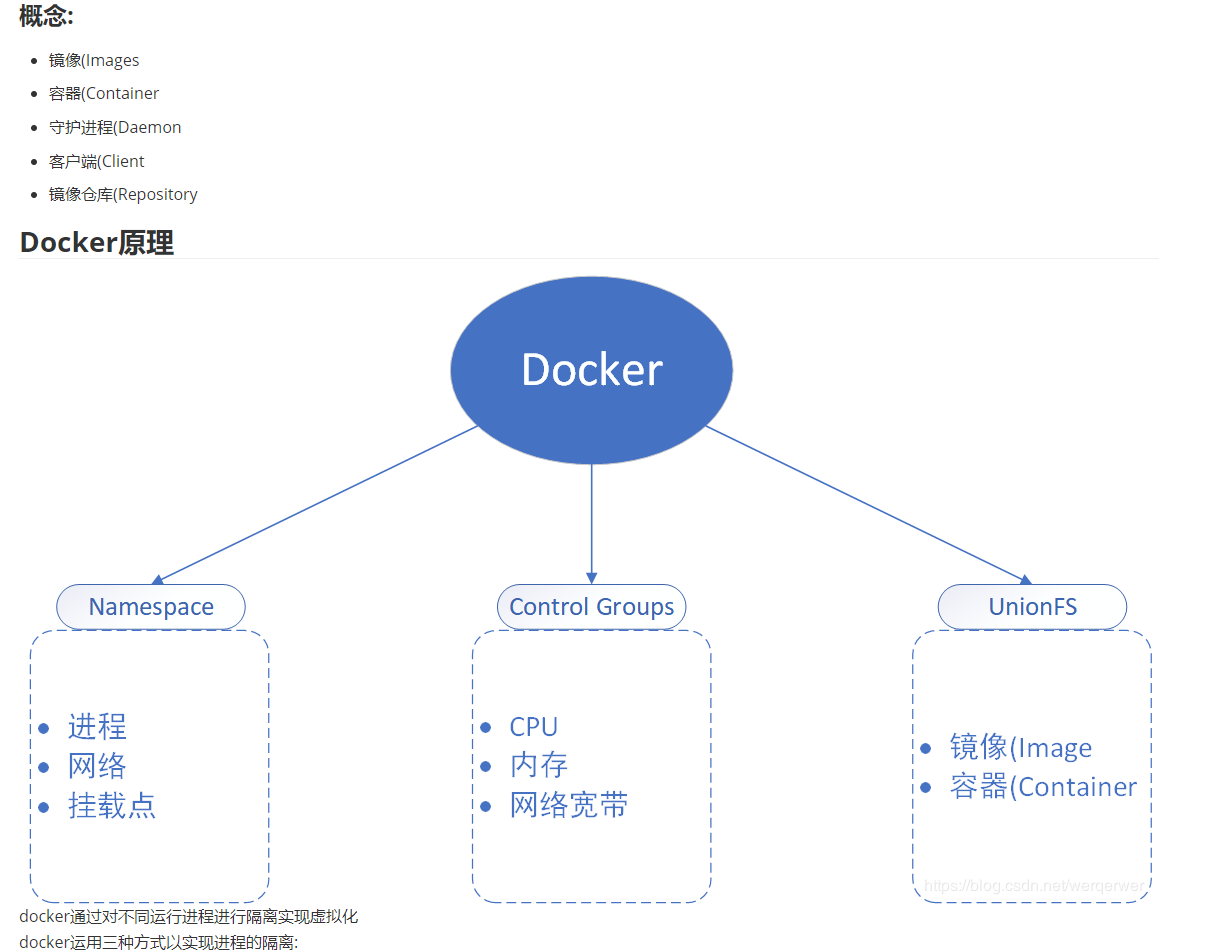 概念:
镜像(Images
容器(Container
守护进程(Daemon
客户端(Client
镜像仓库(Repository
Docker原理
Docker
Namespace
进程
网络
挂载点
Control Groups
CPU
内存
网络宽带
UnionFS
镜像(Image
容器(Container
https://blog.csdn.net/werqerwer
docker通过对不同运行进程进行隔离实现虚拟化
docker运用三种方式以实现进程的隔离: